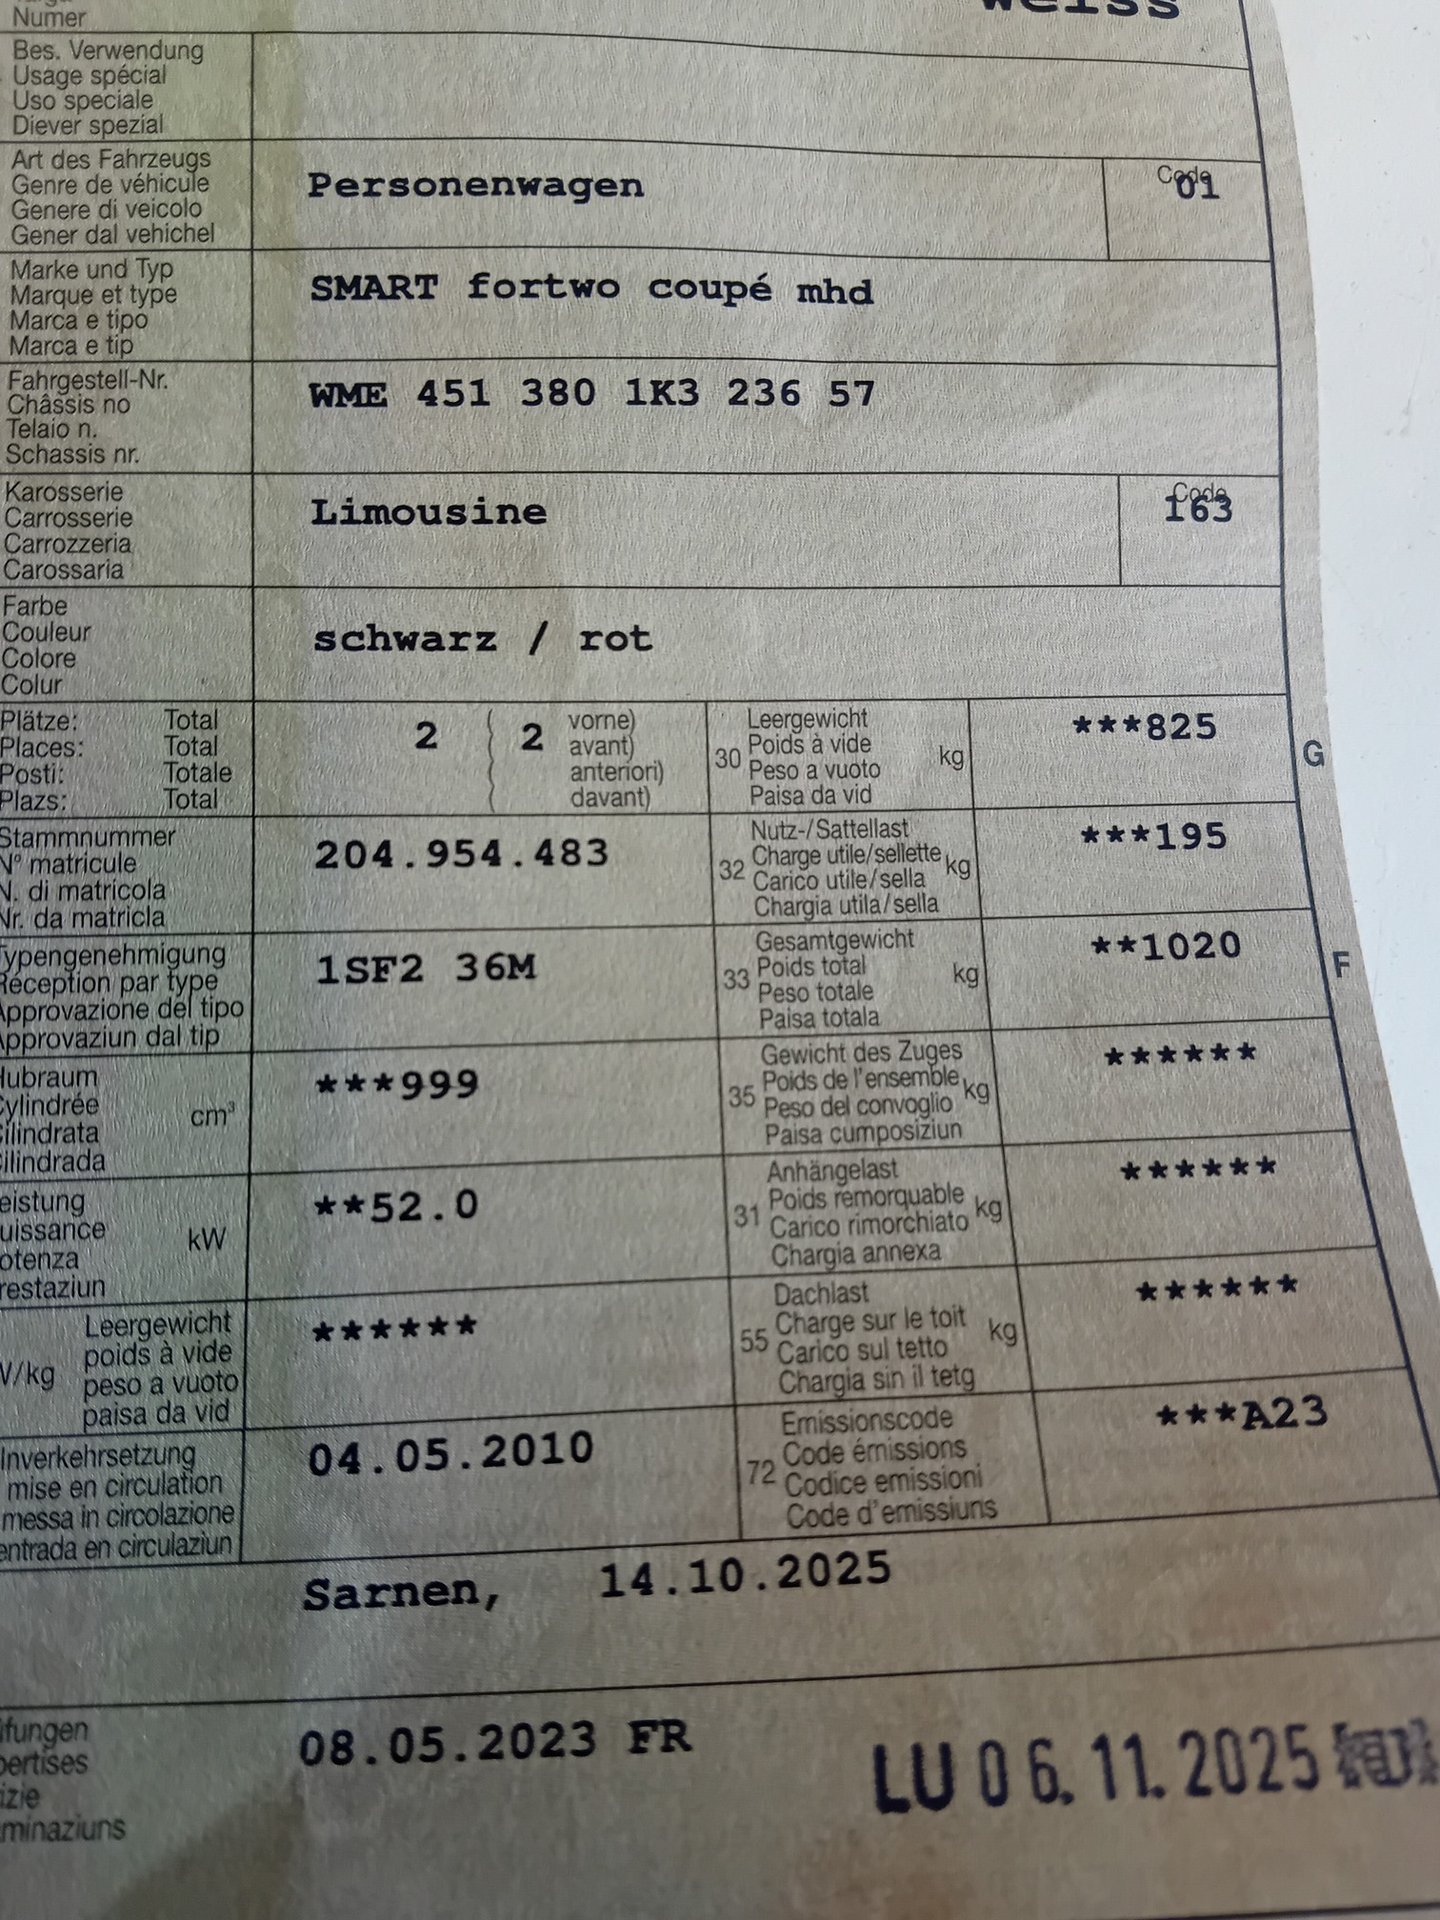 Numer
weiss
Bes. Verwendung
Usage spécial
Uso speciale
Diever spezial
Art des Fahrzeugs
Genre de véhicule
Genere di veicolo
Gener dal vehichel
Personenwagen
Code
01
Marke und Typ
Marque et type
Marca e tipo
Marca e tip
SMART fortwo coupé mhd
Fahrgestell-Nr.
Châssis no
Telaio n.
Schassis nr.
WME 451 380 1K3 236 57
Karosserie
Carrosserie
Carrozzeria
Carossaria
Limousine
Code
163
Farbe
Couleur
Colore
Colur
schwarz / rot
Plätze: Total
Places: Total
Posti: Totale
Plazs: Total
2 ( 2 vorne)
avant)
anteriori)
davant)
30 Leergewicht
Poids à vide kg
Peso a vuoto
Paisa da vid
***825
G
Stammnummer
N° matricule
N. di matricola
Nr. da matricla
204.954.483
32 Nutz-/Sattellast
Charge utile/sellette kg
Carico utile/sella
Chargia utila/sella
***195
Typengenehmigung
Réception par type
Approvazione del tipo
Approvaziun dal tip
1SF2 36M
33 Gesamtgewicht
Poids total kg
Peso totale
Paisa totala
**1020
F
Hubraum
Cylindrée cm³
Cilindrata
Cilindrada
***999
35 Gewicht des Zuges
Poids de l'ensemble kg
Peso del convoglio
Paisa cumposiziun
******
eistung
uissance kW
otenza
restaziun
**52.0
31 Anhängelast
Poids remorquable kg
Carico rimorchiato
Chargia annexa
******
Leergewicht
poids à vide
/kg peso a vuoto
paisa da vid
******
55 Dachlast
Charge sur le toit kg
Carico sul tetto
Chargia sin il tetg
******
Inverkehrsetzung
mise en circulation
messa in circolazione
entrada en circulaziun
04.05.2010
72 Emissionscode
Code émissions
Codice emissioni
Code d'emissiuns
***A23
Sarnen, 14.10.2025
üfungen
pertises
izie
minaziuns
08.05.2023 FR
LU 06.11.2025